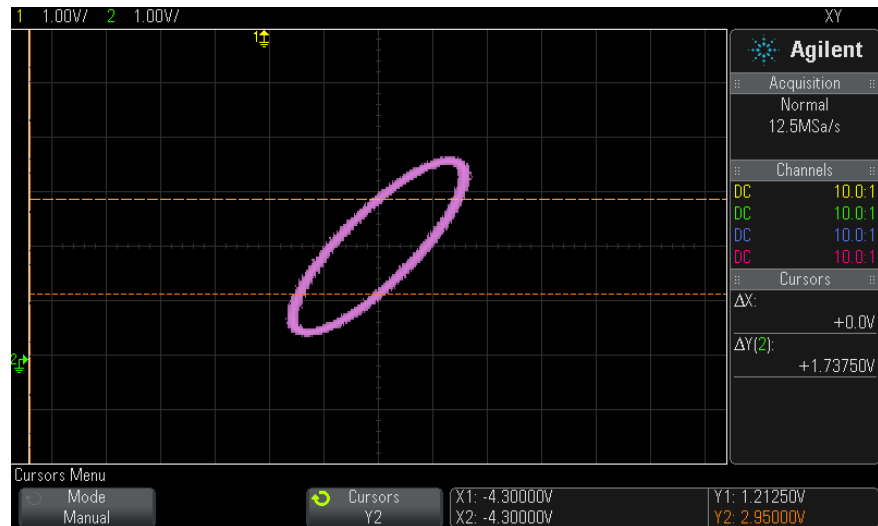 1 1.00V/ 2 1.00V/ XY
1
Agilent
Acquisition
Normal
12.5MSa/s
Channels
DC 10.0:1
DC 10.0:1
DC 10.0:1
DC 10.0:1
Cursors
ΔX:
+0.0V
ΔY(2):
+1.73750V
2
Cursors Menu
Mode
Manual
Cursors
Y2
X1: -4.30000V
X2: -4.30000V
Y1: 1.21250V
Y2: 2.95000V